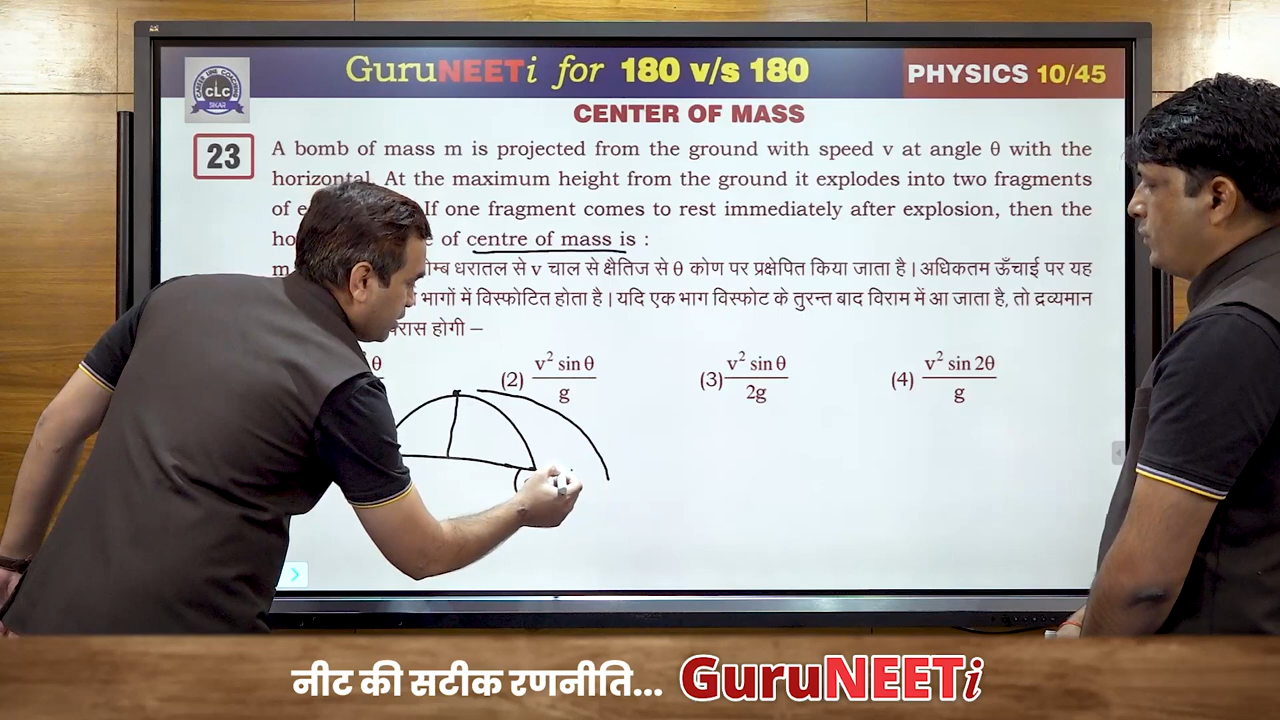 GuruNEETi for 180 v/s 180
PHYSICS 10/45
CLC
SIKAR
CENTER OF MASS
23
A bomb of mass m is projected from the ground with speed v at angle θ with the
horizontal. At the maximum height from the ground it explodes into two fragments
of If one fragment comes to rest immediately after explosion, then the
of centre of mass is :
m धरातल से v चाल से क्षैतिज से θ कोण पर प्रक्षेपित किया जाता है। अधिकतम ऊँचाई पर यह
भागों में विस्फोटित होता है। यदि एक भाग विस्फोट के तुरन्त बाद विराम में आ जाता है, तो द्रव्यमान
होगी –
θ
(2) v² sin θ / g
(3) v² sin θ / 2g
(4) v² sin 2θ / g
नीट की सटीक रणनीति... GuruNEETi